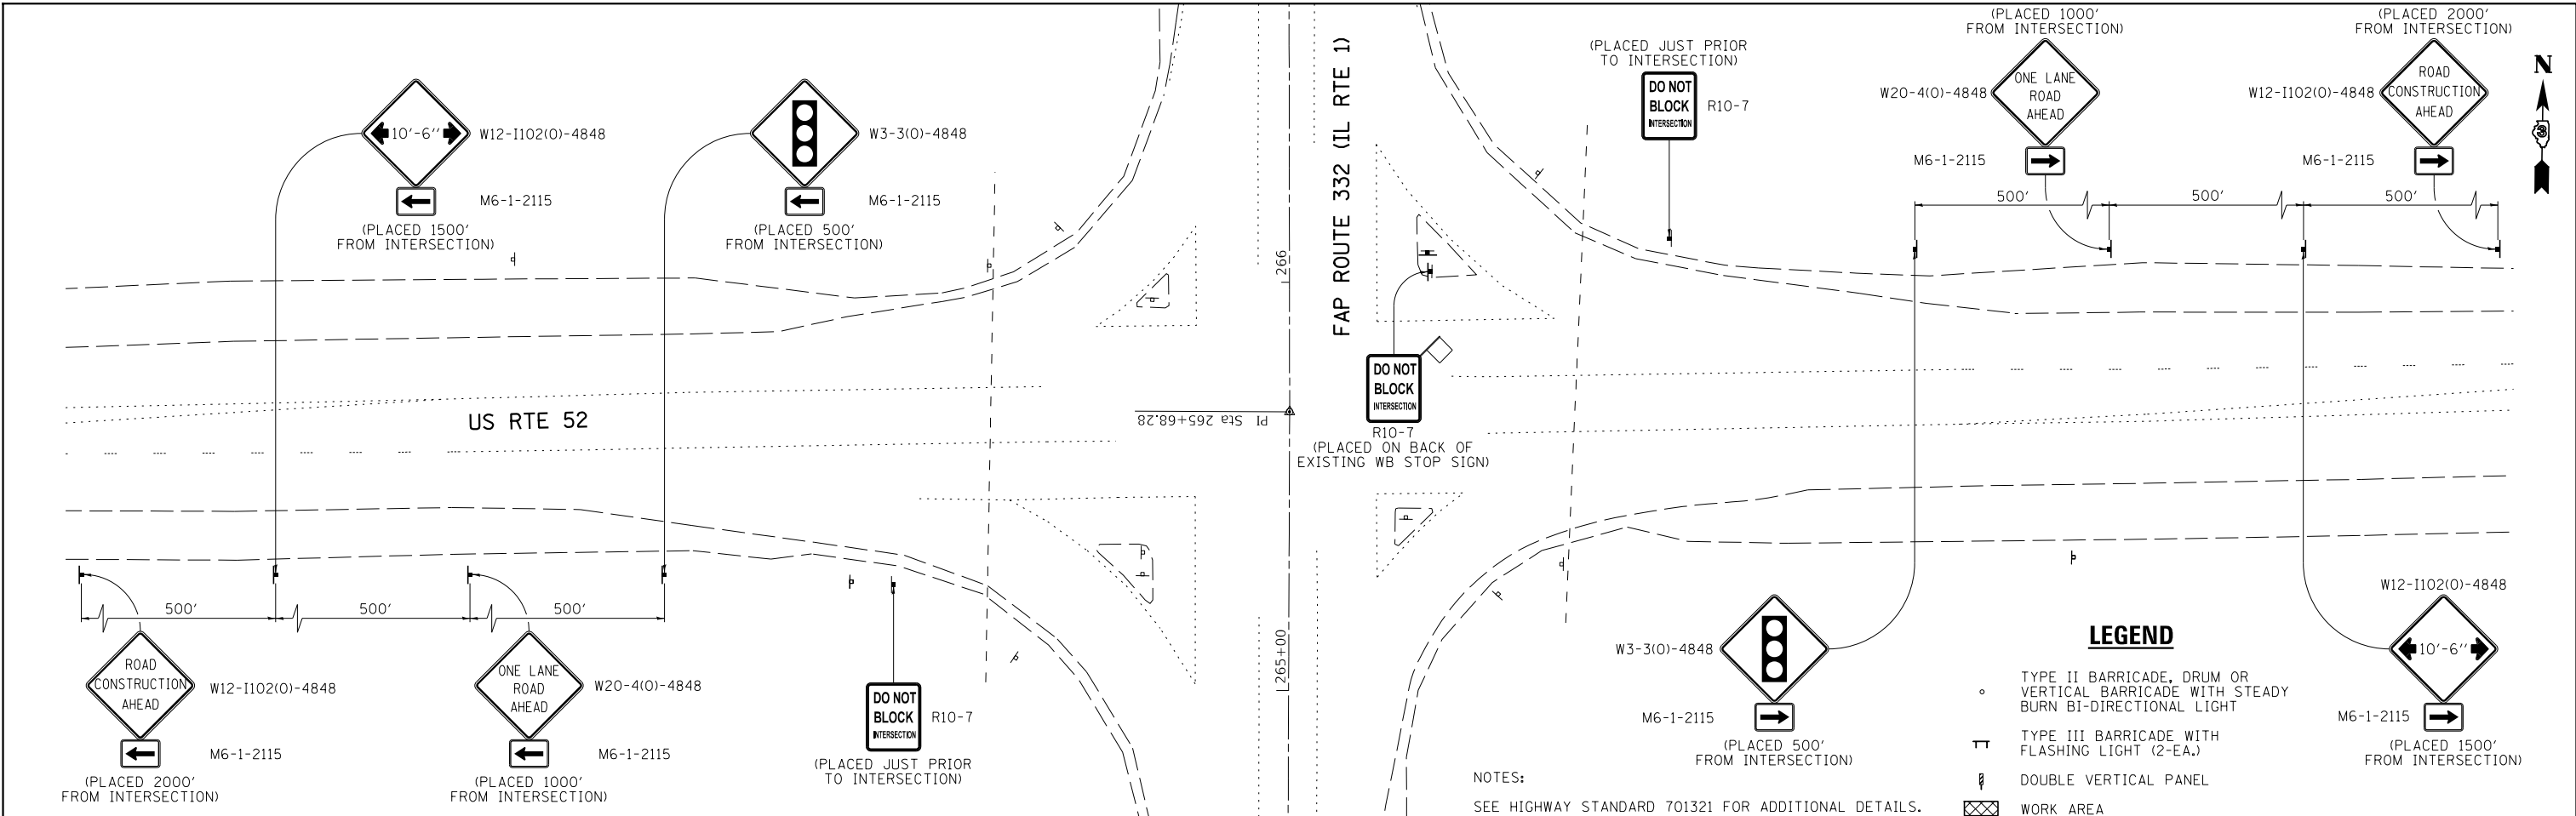 10'-6"
W12-I102(O)-4848
M6-1-2115
(PLACED 1500'
FROM INTERSECTION)
W3-3(O)-4848
M6-1-2115
(PLACED 500'
FROM INTERSECTION)
FAP ROUTE 332 (IL RTE 1)
(PLACED JUST PRIOR
TO INTERSECTION)
DO NOT
BLOCK
INTERSECTION
R10-7
(PLACED 1000'
FROM INTERSECTION)
W20-4(O)-4848
ONE LANE
ROAD
AHEAD
M6-1-2115
(PLACED 2000'
FROM INTERSECTION)
W12-I102(O)-4848
ROAD
CONSTRUCTION
AHEAD
M6-1-2115
N
3
500'
500'
500'
266
US RTE 52
PI Sta 265+68.28
DO NOT
BLOCK
INTERSECTION
R10-7
(PLACED ON BACK OF
EXISTING WB STOP SIGN)
265+00
500'
500'
500'
ROAD
CONSTRUCTION
AHEAD
W12-I102(O)-4848
M6-1-2115
(PLACED 2000'
FROM INTERSECTION)
ONE LANE
ROAD
AHEAD
W20-4(O)-4848
M6-1-2115
(PLACED 1000'
FROM INTERSECTION)
DO NOT
BLOCK
INTERSECTION
R10-7
(PLACED JUST PRIOR
TO INTERSECTION)
W3-3(O)-4848
M6-1-2115
(PLACED 500'
FROM INTERSECTION)
W12-I102(O)-4848
10'-6"
M6-1-2115
(PLACED 1500'
FROM INTERSECTION)
LEGEND
TYPE II BARRICADE, DRUM OR
VERTICAL BARRICADE WITH STEADY
BURN BI-DIRECTIONAL LIGHT
TYPE III BARRICADE WITH
FLASHING LIGHT (2-EA.)
DOUBLE VERTICAL PANEL
WORK AREA
NOTES:
SEE HIGHWAY STANDARD 701321 FOR ADDITIONAL DETAILS.